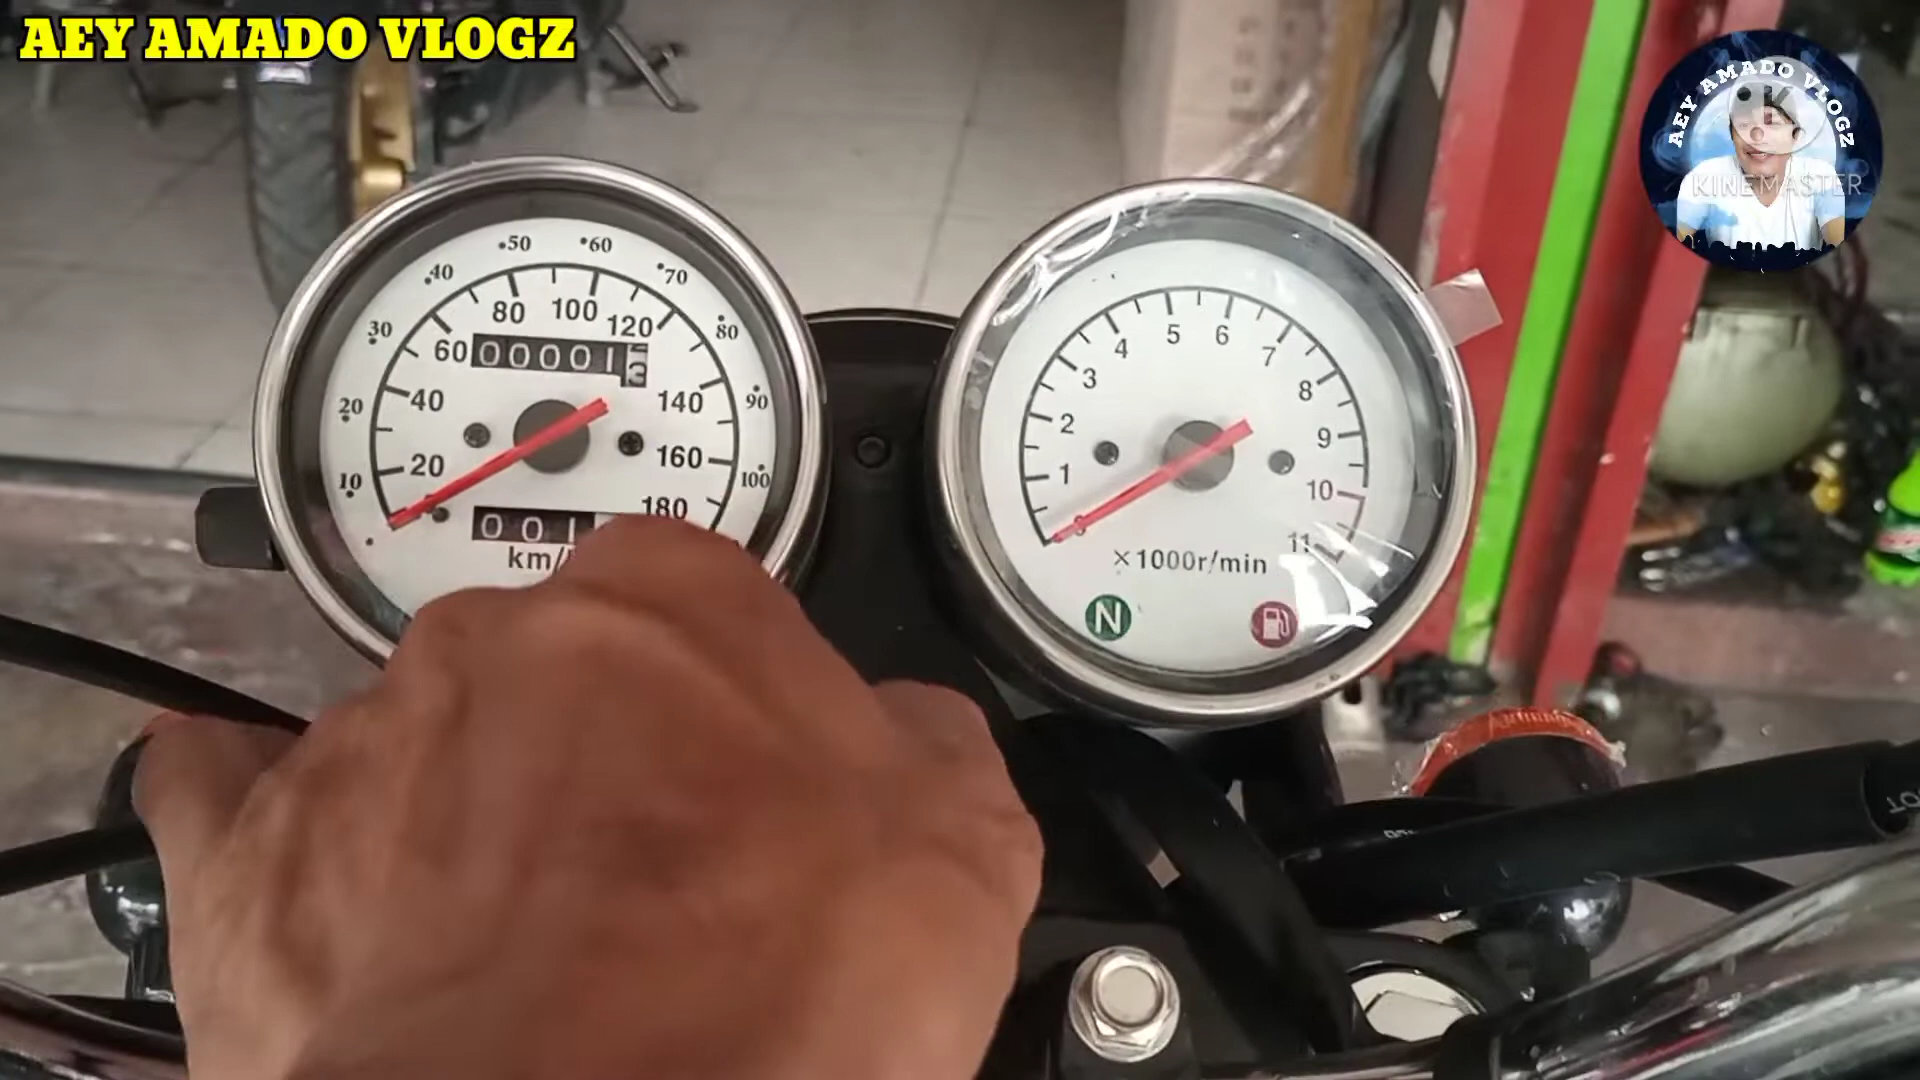 AEY AMADO VLOGZ
AEY AMADO VLOGZ
K
KINEMASTER
50 60
40 70
30 80
20 90
10 100
80 100 120
60 00001
40 140
20 160
180
001
km/
5 6
4 7
3 8
2 9
1 10
0 11
×1000r/min
N